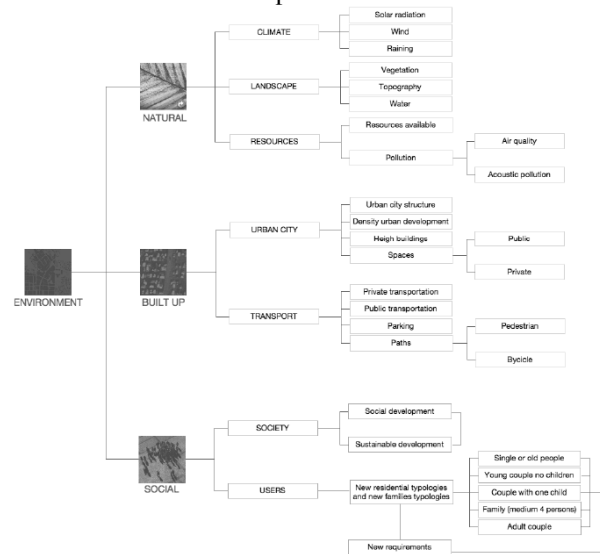 Solar radiation
CLIMATE
Wind
Raining
Vegetation
LANDSCAPE
Topography
Water
NATURAL
Resources available
RESOURCES
Air quality
Pollution
Acoustic pollution
Urban city structure
Density urban development
URBAN CITY
Heigh buildings
Public
Spaces
Private
ENVIRONMENT
BUILT UP
Private transportation
Public transportation
TRANSPORT
Parking
Pedestrian
Paths
Bycicle
Social development
SOCIETY
Sustainable development
SOCIAL
Single or old people
Young couple no children
USERS
New residential typologies
and new families typologies
Couple with one child
Family (medium 4 persons)
Adult couple
New requirements